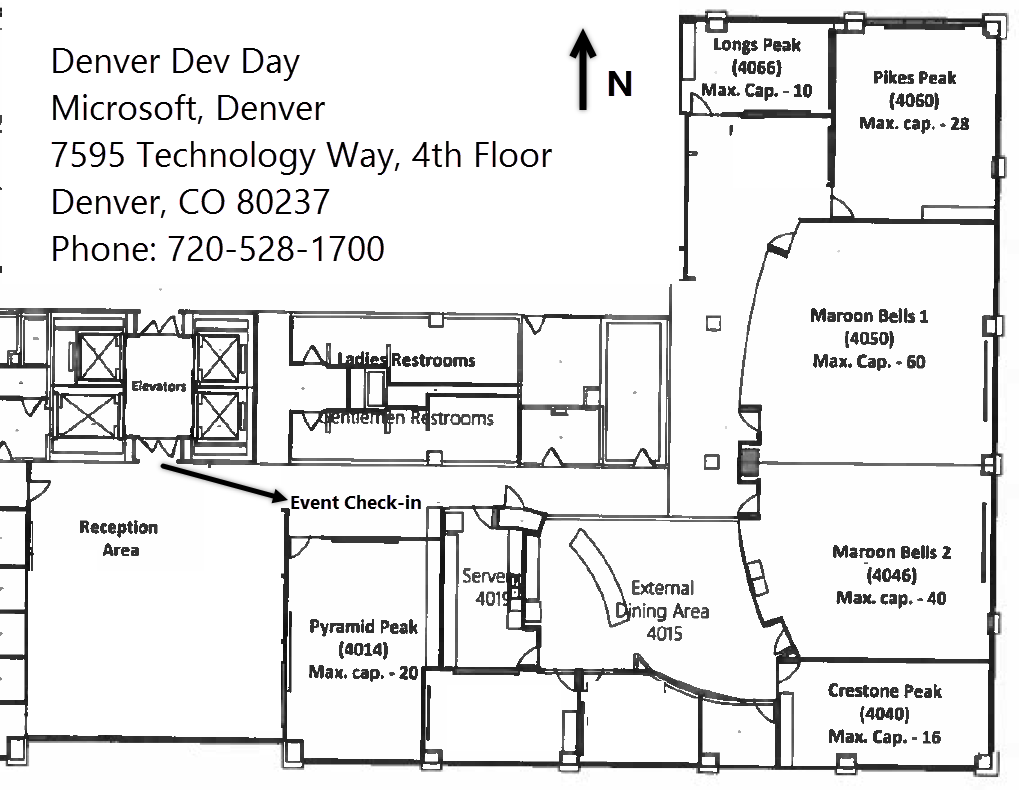 Denver Dev Day
Microsoft, Denver
7595 Technology Way, 4th Floor
Denver, CO 80237
Phone: 720-528-1700
N
Longs Peak
(4066)
Max. Cap. - 10
Pikes Peak
(4060)
Max. cap. - 28
Maroon Bells 1
(4050)
Max. Cap. - 60
Elevators
Ladies Restrooms
Gentlemen Restrooms
Event Check-in
Reception
Area
Maroon Bells 2
(4046)
Max. cap. - 40
Server
4019
External
Dining Area
4015
Pyramid Peak
(4014)
Max. cap. - 20
Crestone Peak
(4040)
Max. Cap. - 16